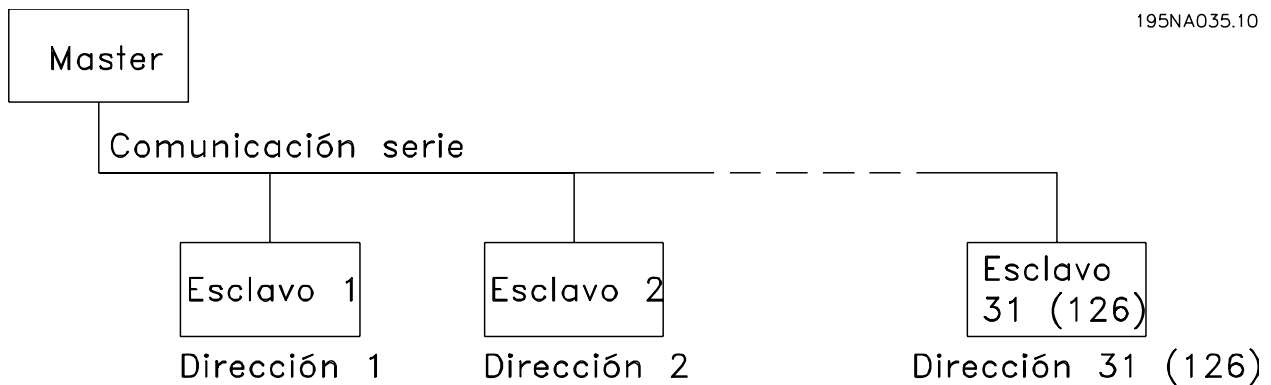 195NA035.10
Master
Comunicación serie
Esclavo 1
Esclavo 2
Esclavo
31 (126)
Dirección 1
Dirección 2
Dirección 31 (126)